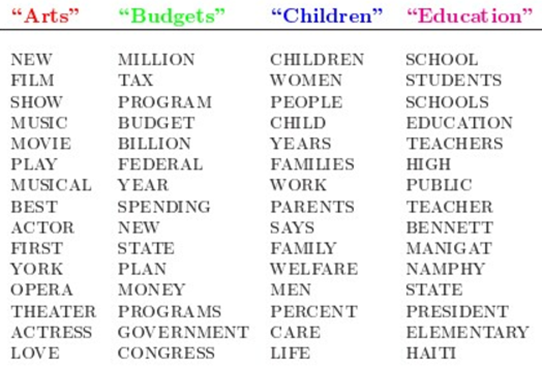 “Arts” “Budgets” “Children” “Education”
NEW MILLION CHILDREN SCHOOL
FILM TAX WOMEN STUDENTS
SHOW PROGRAM PEOPLE SCHOOLS
MUSIC BUDGET CHILD EDUCATION
MOVIE BILLION YEARS TEACHERS
PLAY FEDERAL FAMILIES HIGH
MUSICAL YEAR WORK PUBLIC
BEST SPENDING PARENTS TEACHER
ACTOR NEW SAYS BENNETT
FIRST STATE FAMILY MANIGAT
YORK PLAN WELFARE NAMPHY
OPERA MONEY MEN STATE
THEATER PROGRAMS PERCENT PRESIDENT
ACTRESS GOVERNMENT CARE ELEMENTARY
LOVE CONGRESS LIFE HAITI